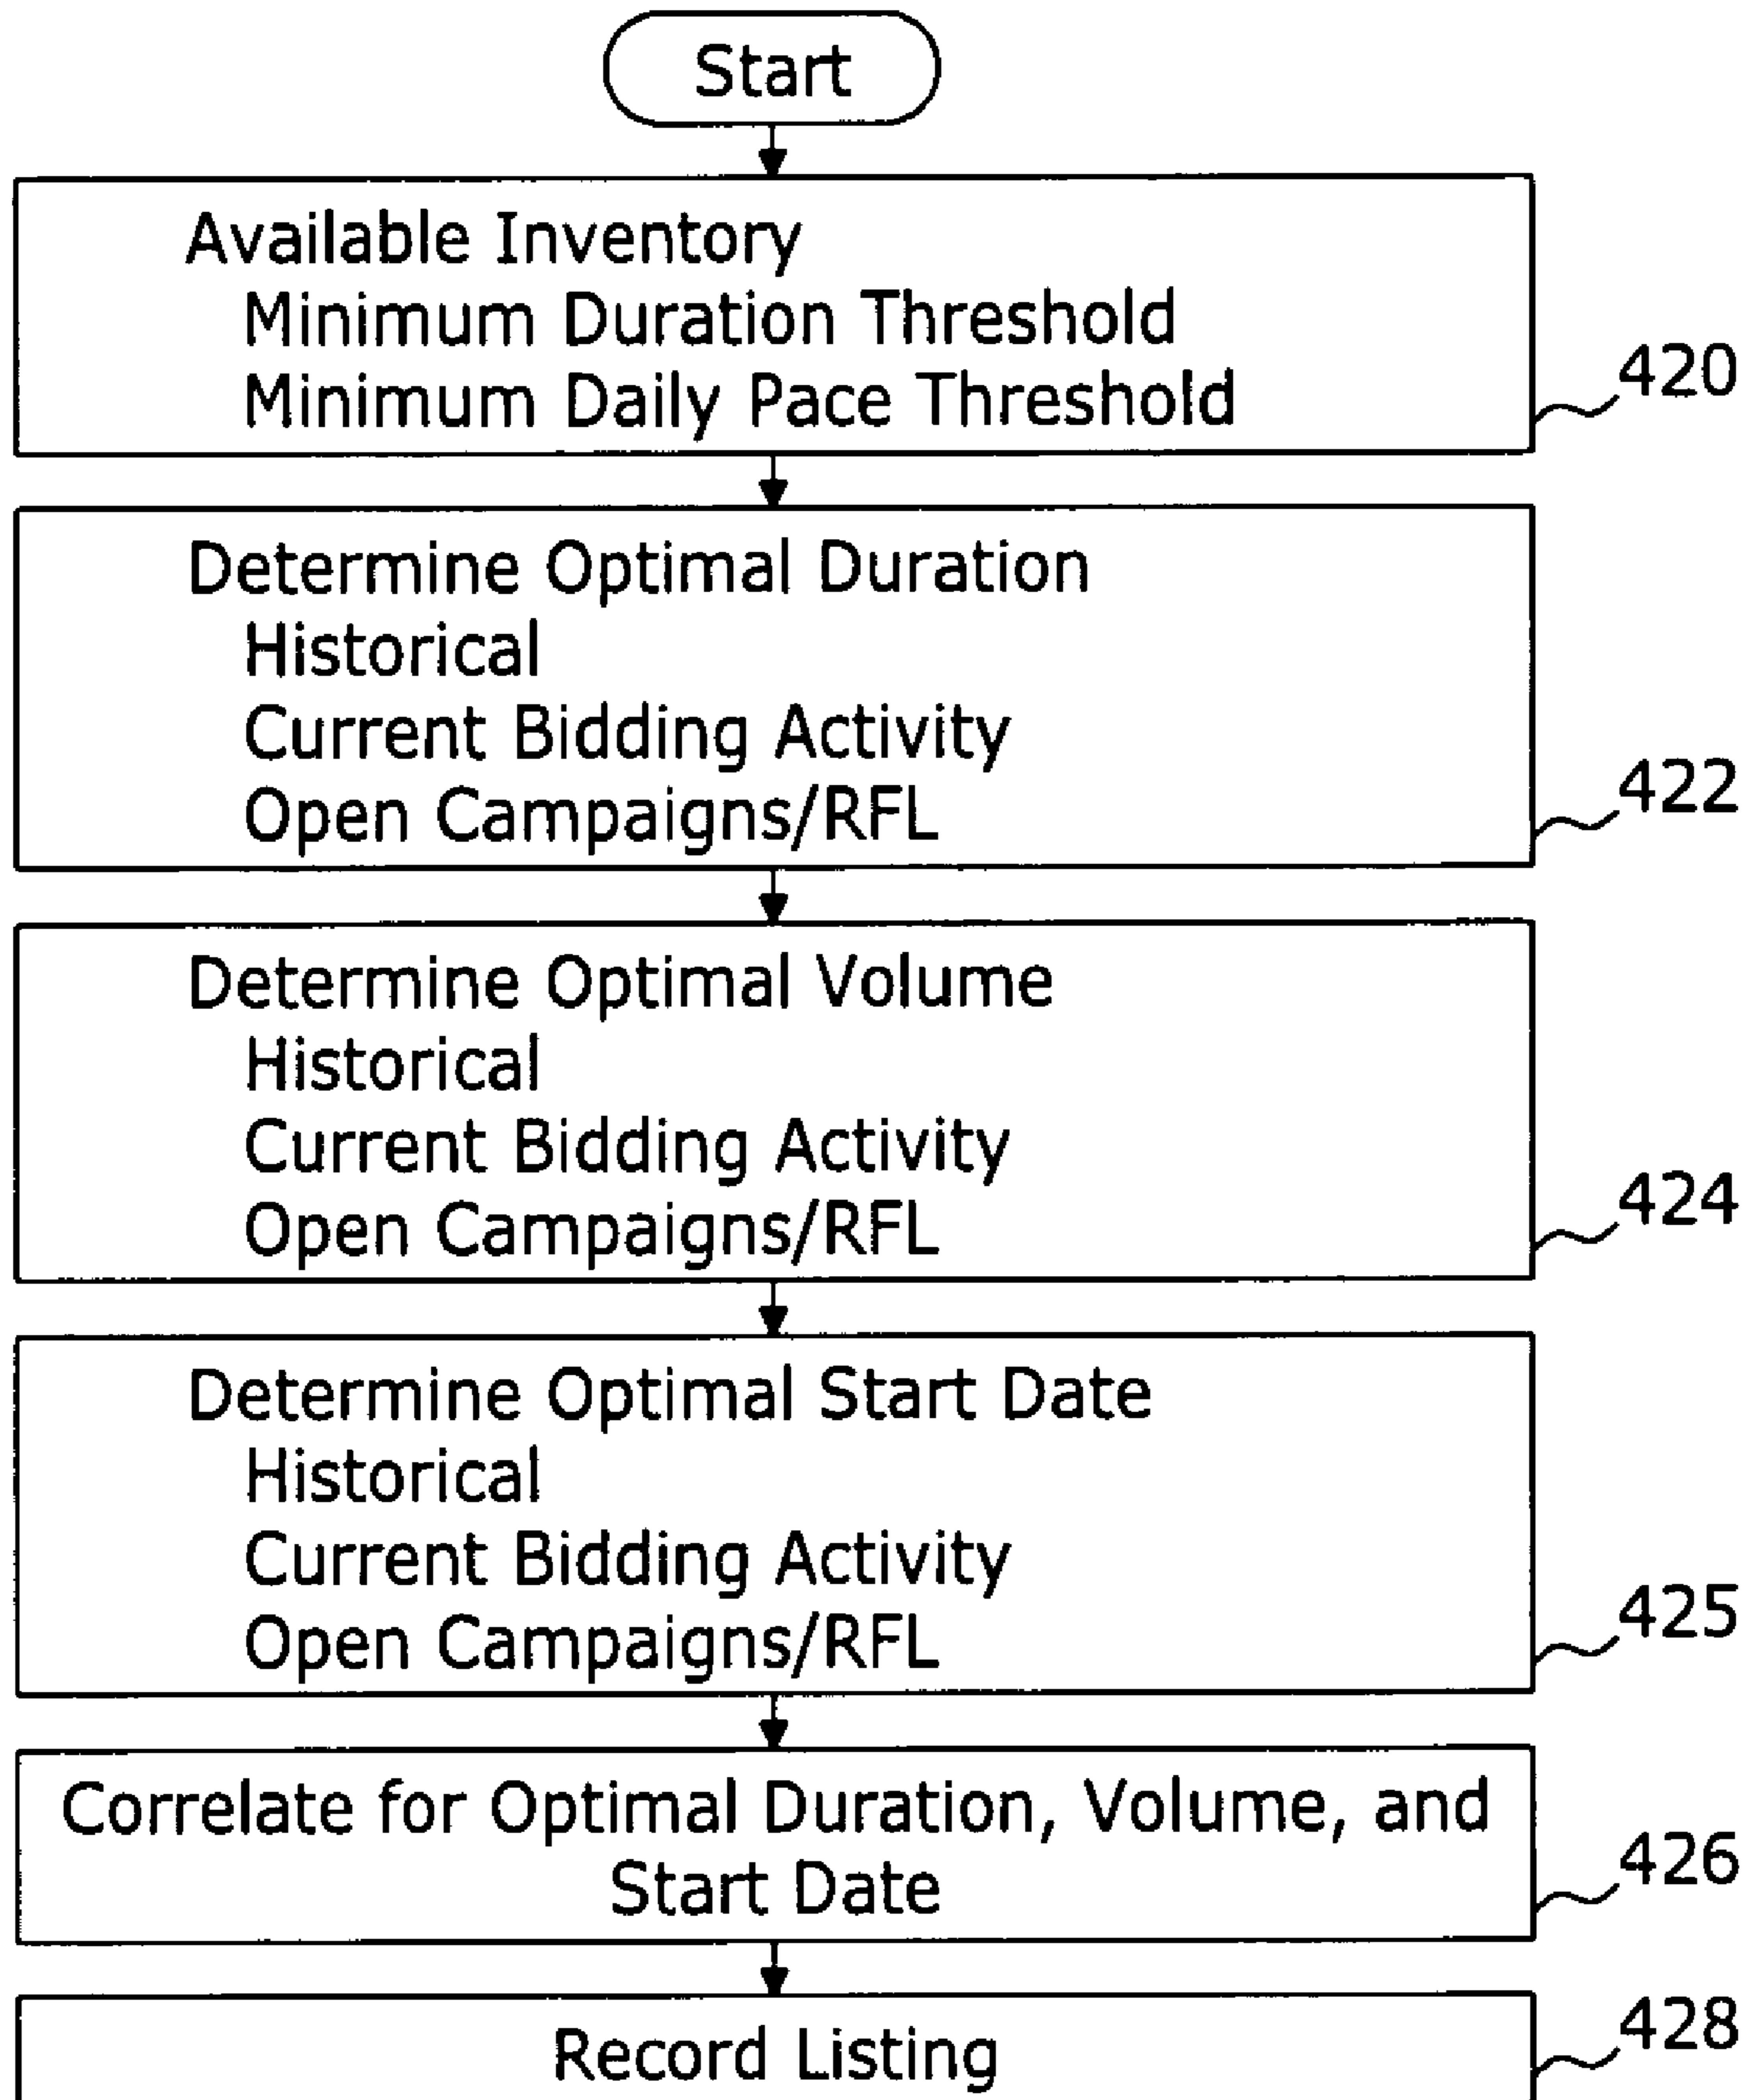 Start
Available Inventory
Minimum Duration Threshold
Minimum Daily Pace Threshold
420
Determine Optimal Duration
Historical
Current Bidding Activity
Open Campaigns/RFL
422
Determine Optimal Volume
Historical
Current Bidding Activity
Open Campaigns/RFL
424
Determine Optimal Start Date
Historical
Current Bidding Activity
Open Campaigns/RFL
425
Correlate for Optimal Duration, Volume, and
Start Date
426
Record Listing
428